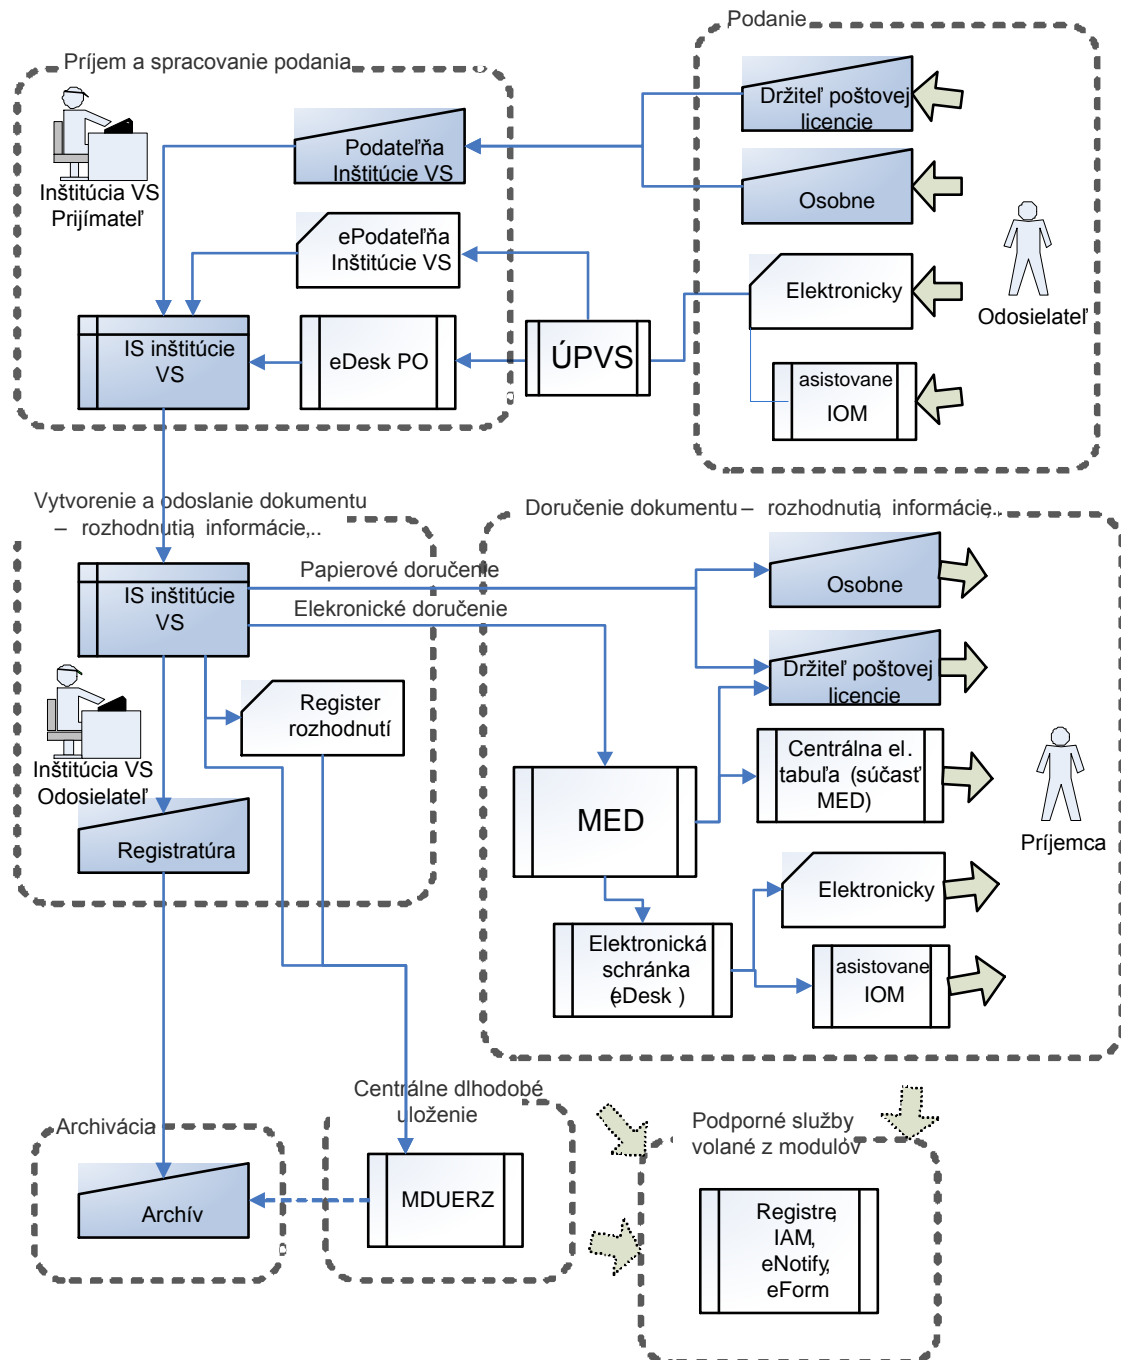 Podanie
Držiteľ poštovej
licencie
Osobne
Elektronicky
asistovane
IOM
Odosielateľ
Príjem a spracovanie podania
Inštitúcia VS
Prijímateľ
Podateľňa
Inštitúcie VS
ePodateľňa
Inštitúcie VS
IS inštitúcie
VS
eDesk PO
ÚPVS
Vytvorenie a odoslanie dokumentu
– rozhodnutia, informácie,..
IS inštitúcie
VS
Papierové doručenie
Elekronické doručenie
Inštitúcia VS
Odosielateľ
Register
rozhodnutí
Registratúra
Doručenie dokumentu – rozhodnutia, informácie,..
Osobne
Držiteľ poštovej
licencie
Centrálna el.
tabuľa (súčasť
MED)
MED
Príjemca
Elektronicky
Elektronická
schránka
(eDesk )
asistovane
IOM
Archivácia
Archív
Centrálne dlhodobé
uloženie
MDUERZ
Podporné služby
volané z modulov
Registre,
IAM,
eNotify,
eForm